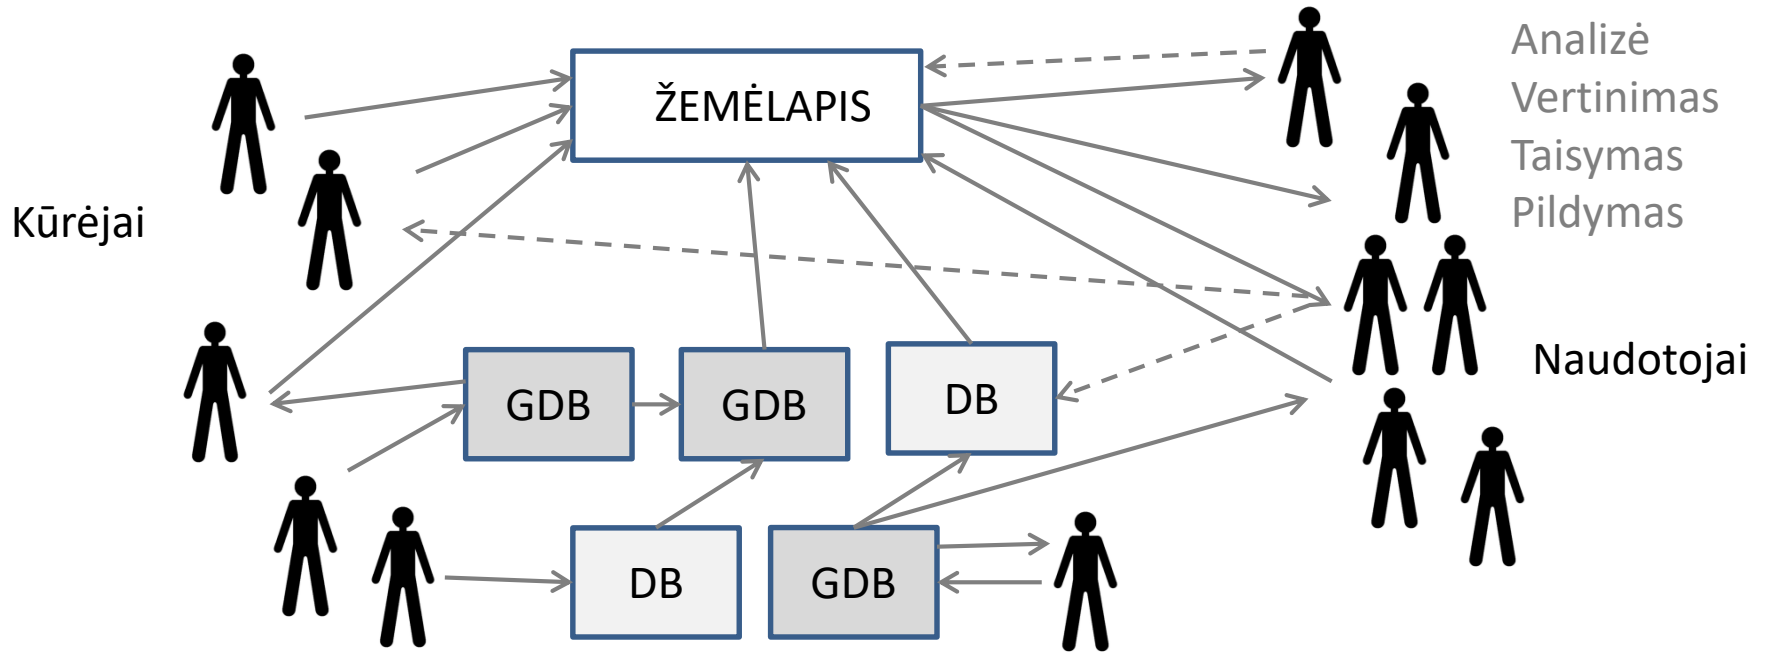 ŽEMĖLAPIS
Analizė
Vertinimas
Taisymas
Pildymas
Kūrėjai
Naudotojai
GDB
GDB
DB
DB
GDB